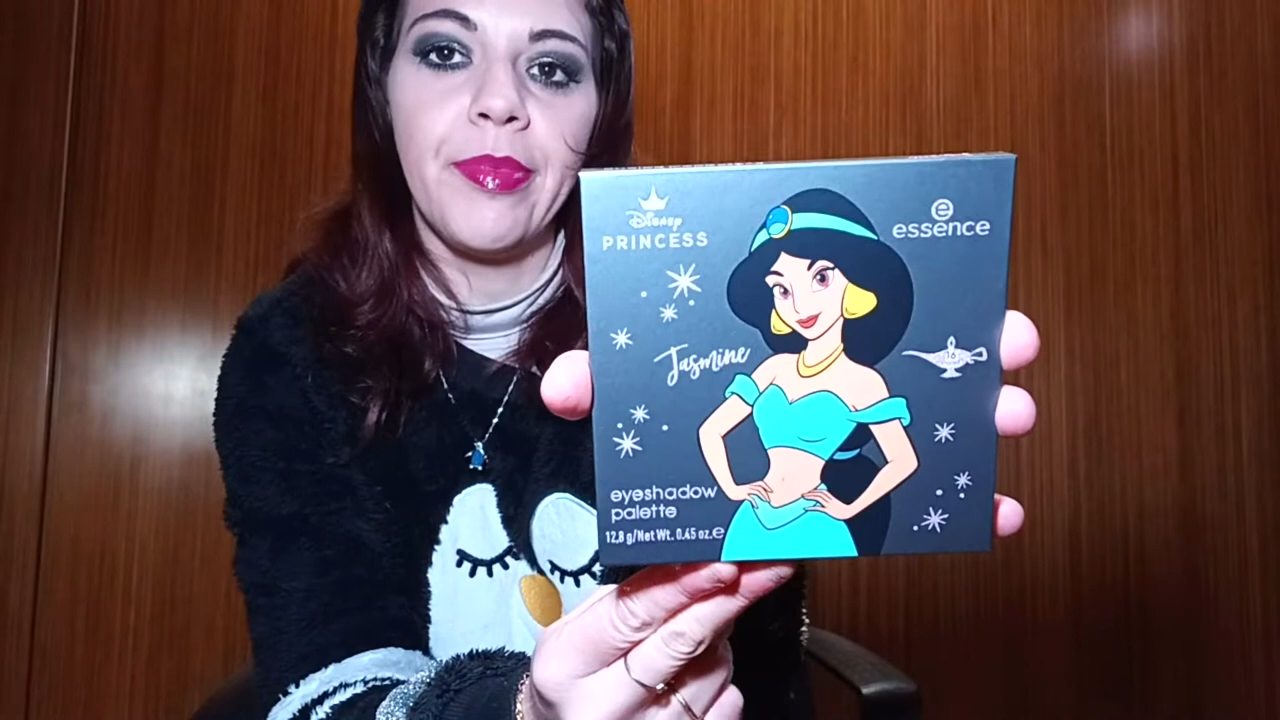 Disney
PRINCESS
e
essence
Jasmine
16
eyeshadow
palette
12,8 g/Net Wt. 0.45 oz.e